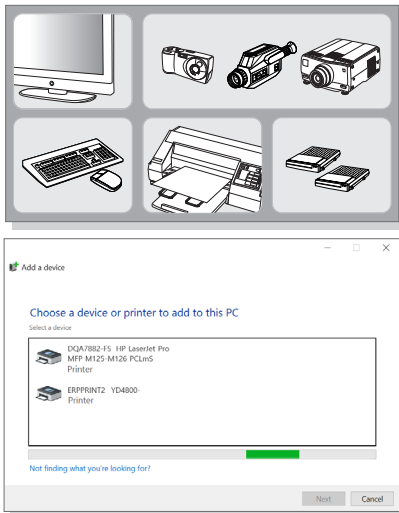 Add a device
Choose a device or printer to add to this PC
Select a device
DQA7882-F5 HP LaserJet Pro
MFP M125-M126 PCLmS
Printer
ERPPRINT2 YD4800-
Printer
Not finding what you're looking for?
Next Cancel